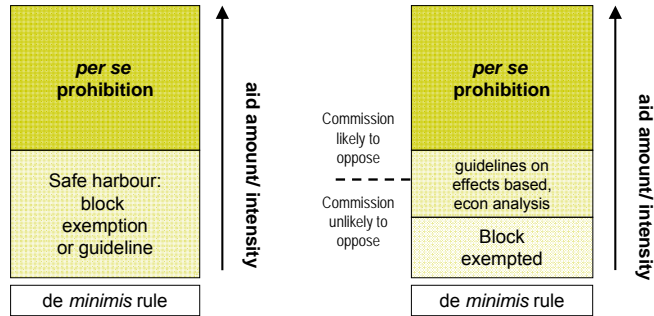 per se
prohibition
Safe harbour:
block
exemption
or guideline
de minimis rule
aid amount/ intensity
Commission
likely to
oppose
Commission
unlikely to
oppose
per se
prohibition
guidelines on
effects based,
econ analysis
Block
exempted
de minimis rule
aid amount/ intensity